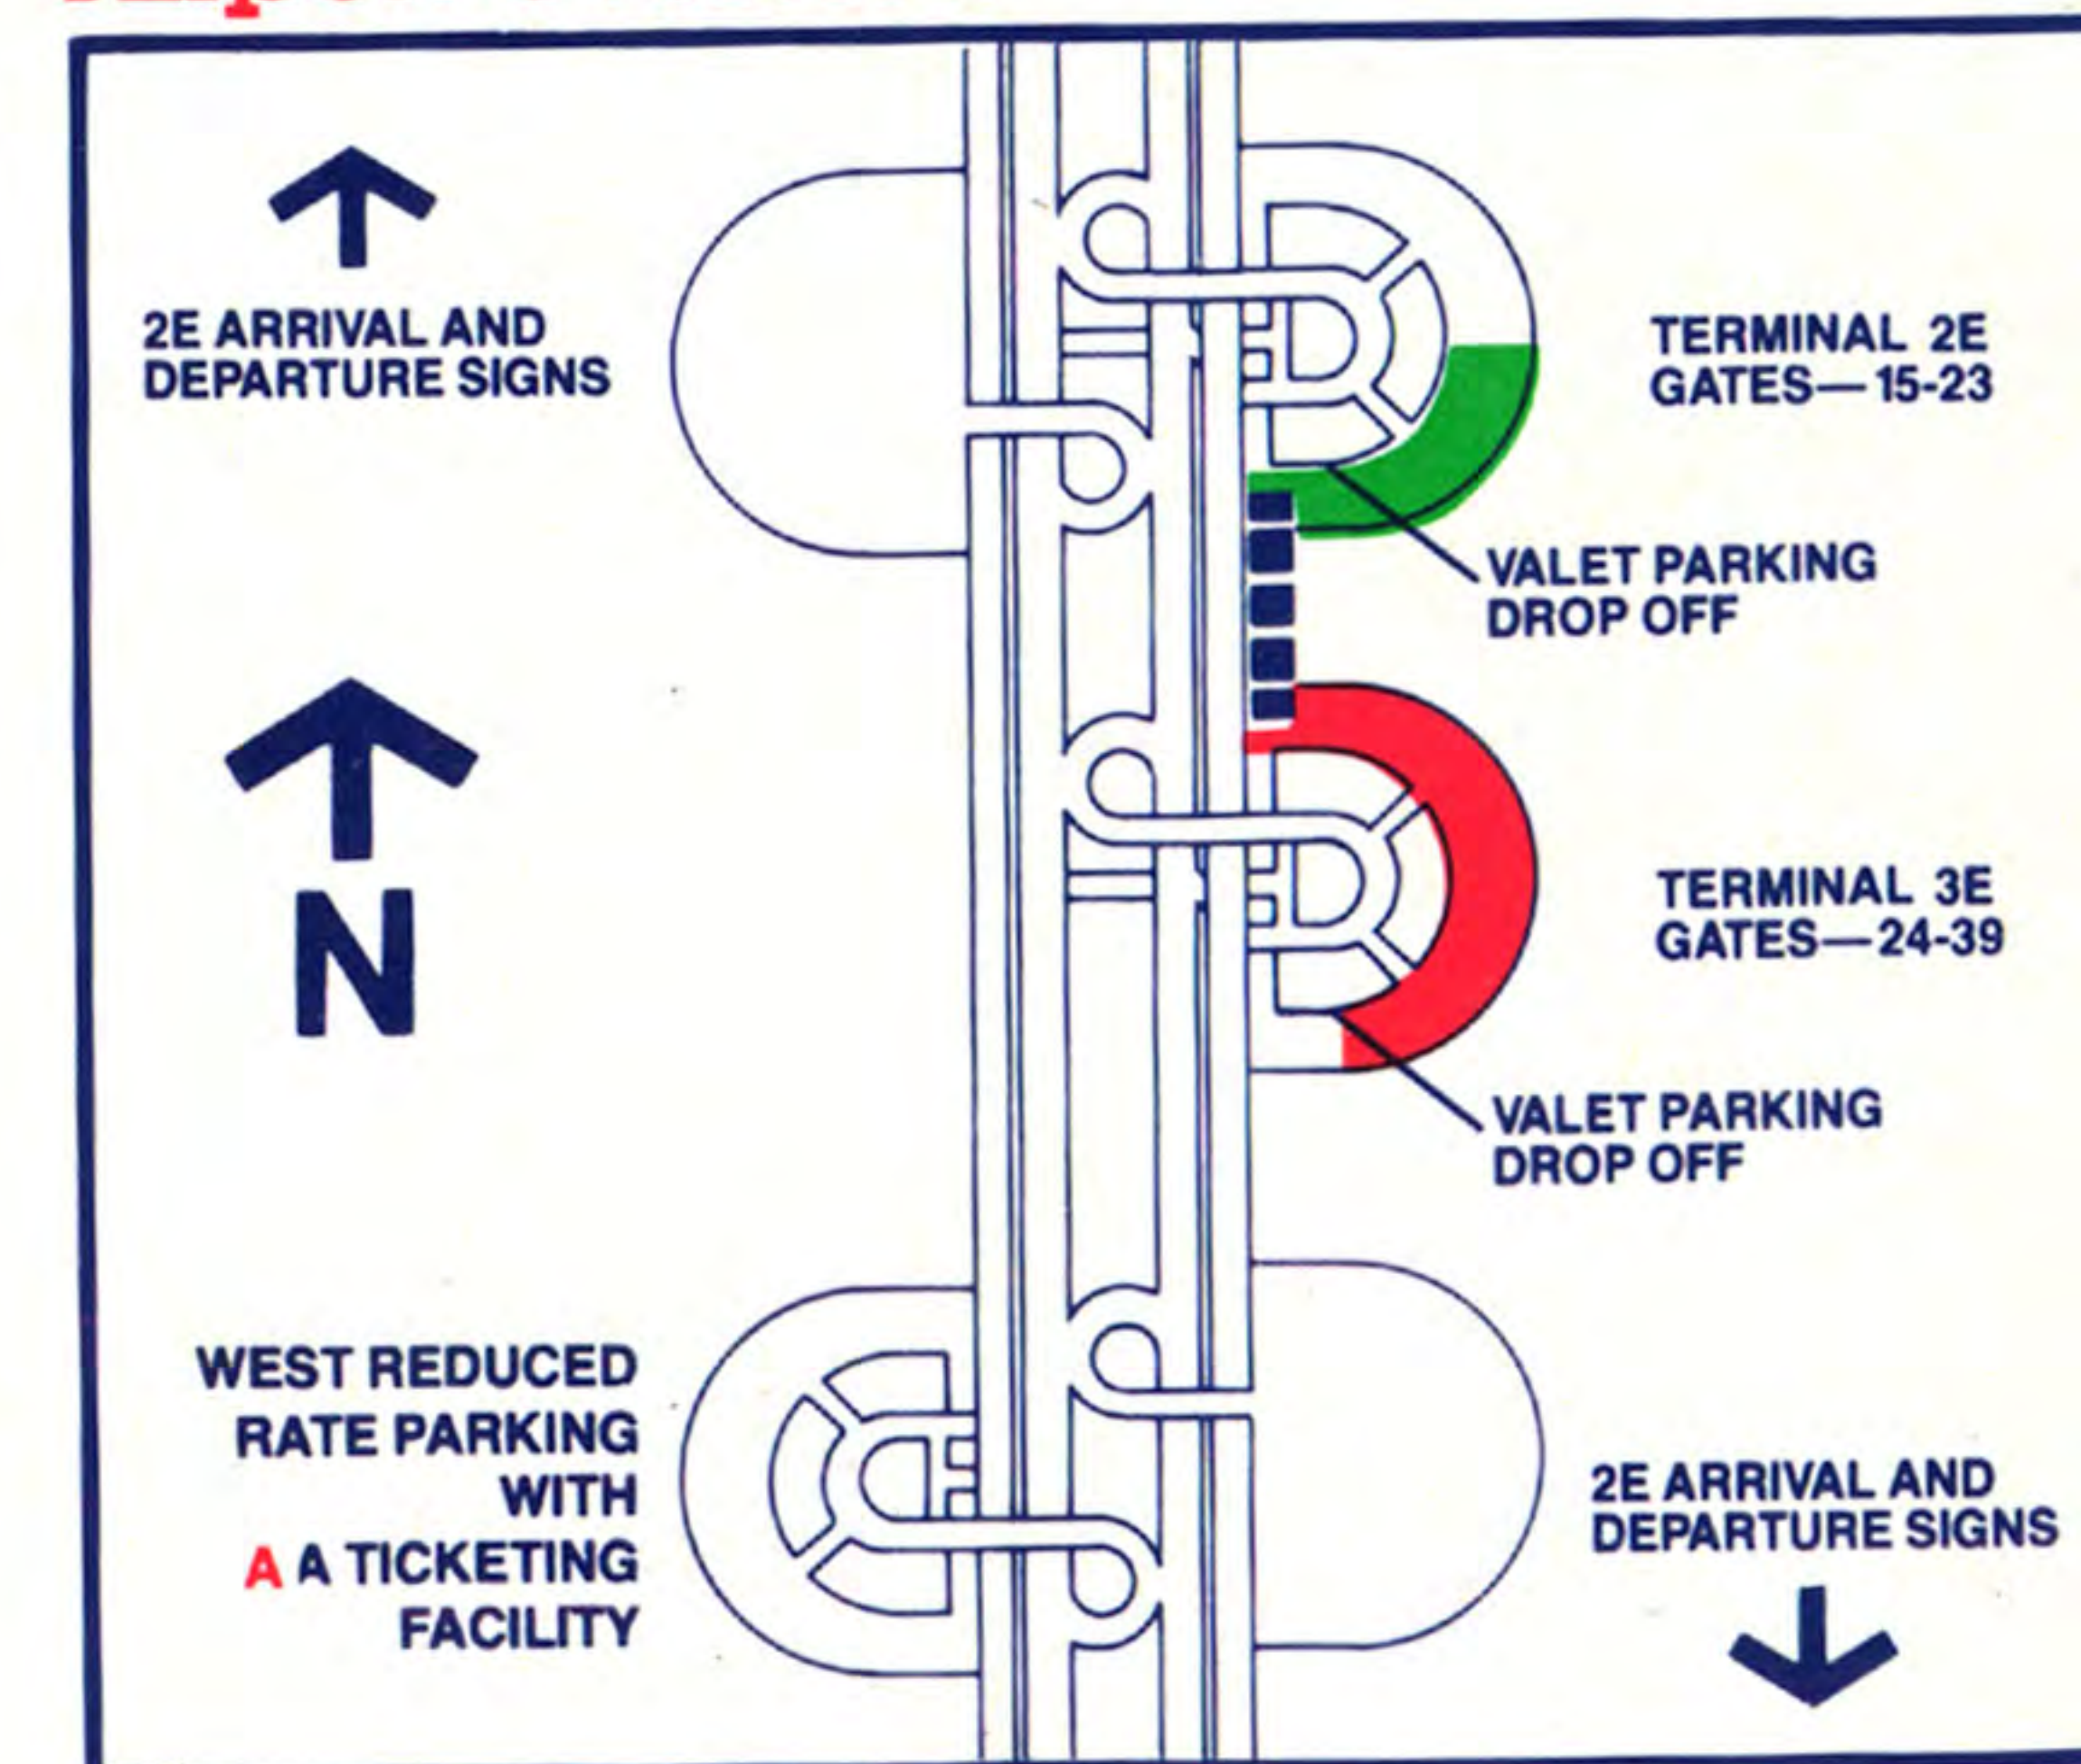 2E ARRIVAL AND
DEPARTURE SIGNS
TERMINAL 2E
GATES—15-23
VALET PARKING
DROP OFF
N
TERMINAL 3E
GATES—24-39
VALET PARKING
DROP OFF
WEST REDUCED
RATE PARKING
WITH
A A TICKETING
FACILITY
2E ARRIVAL AND
DEPARTURE SIGNS